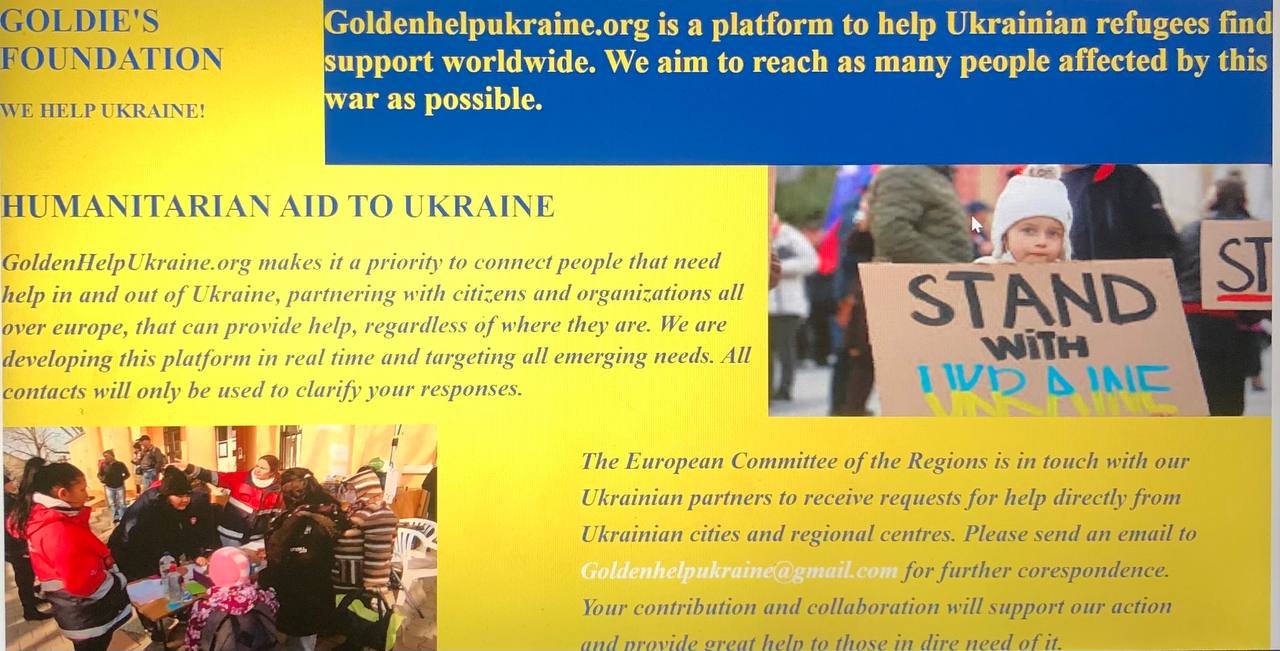 GOLDIE'S
FOUNDATION
WE HELP UKRAINE!
Goldenhelpukraine.org is a platform to help Ukrainian refugees find
support worldwide. We aim to reach as many people affected by this
war as possible.
HUMANITARIAN AID TO UKRAINE
GoldenHelpUkraine.org makes it a priority to connect people that need
help in and out of Ukraine, partnering with citizens and organizations all
over europe, that can provide help, regardless of where they are. We are
developing this platform in real time and targeting all emerging needs. All
contacts will only be used to clarify your responses.
STAND
WiTH
UKRAINE
ST
The European Committee of the Regions is in touch with our
Ukrainian partners to receive requests for help directly from
Ukrainian cities and regional centres. Please send an email to
Goldenhelpukraine@gmail.com for further corespondence.
Your contribution and collaboration will support our action
and provide great help to those in dire need of it.